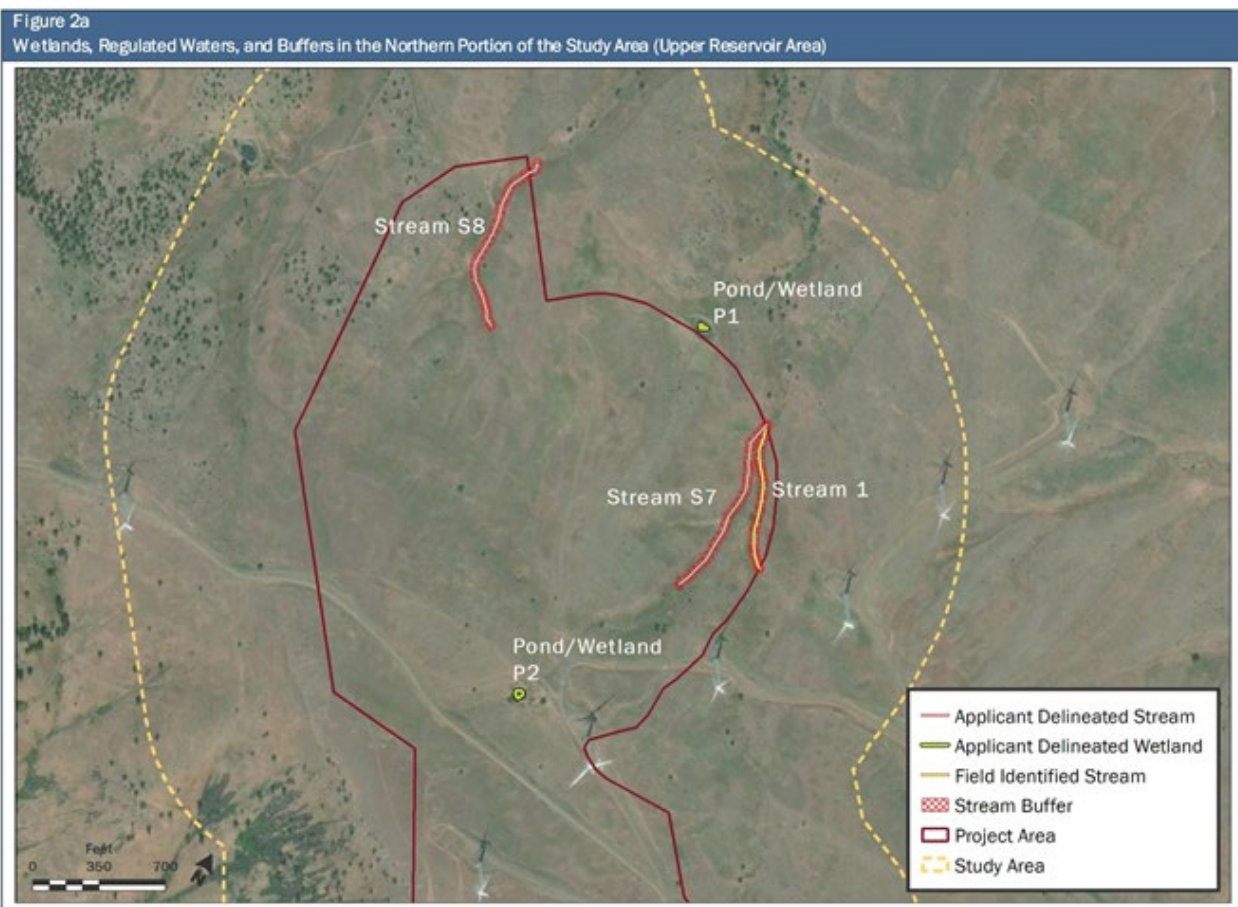 Figure 2a
Wetlands, Regulated Waters, and Buffers in the Northern Portion of the Study Area (Upper Reservoir Area)
Stream S8
Pond/Wetland
P1
Stream S7
Stream 1
Pond/Wetland
P2
Applicant Delineated Stream
Applicant Delineated Wetland
Field Identified Stream
Stream Buffer
Project Area
Study Area
Feet
0 350 700
N